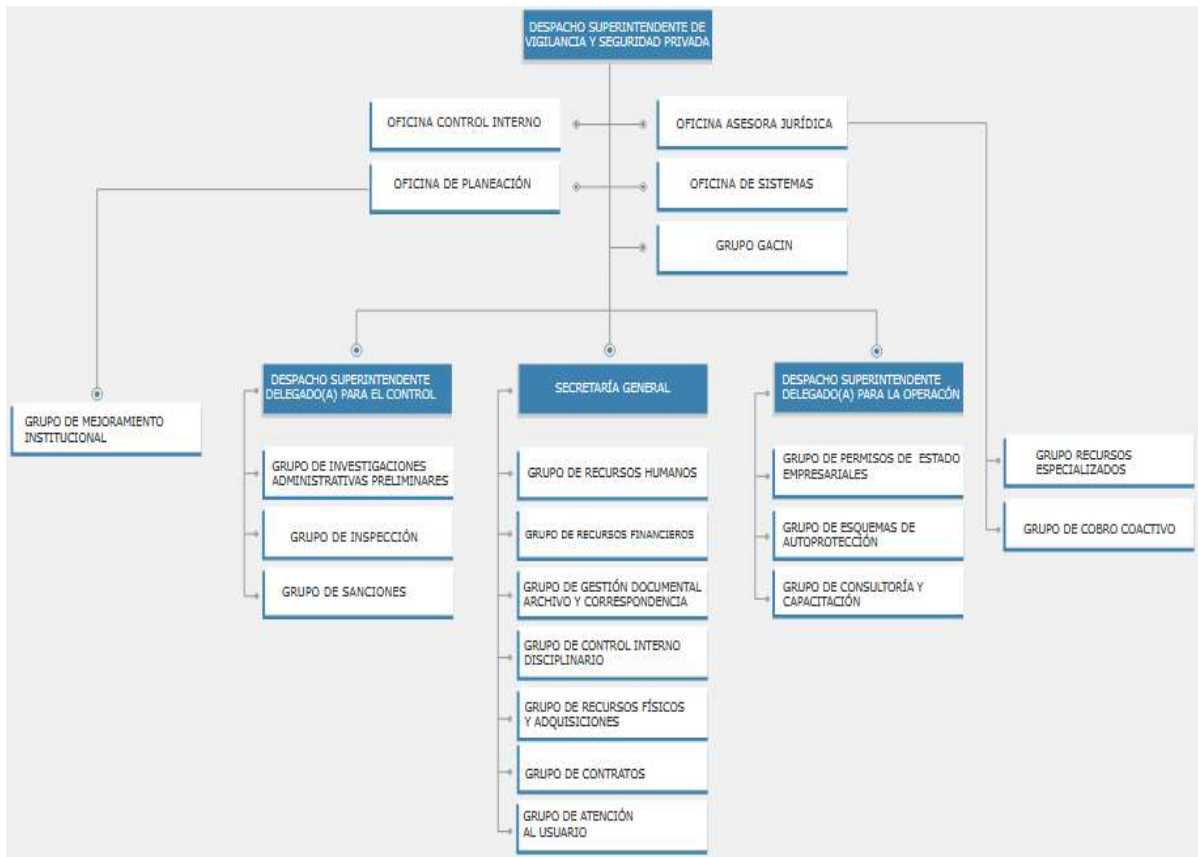 DESPACHO SUPERINTENDENTE DE
VIGILANCIA Y SEGURIDAD PRIVADA
OFICINA CONTROL INTERNO
OFICINA ASESORA JURÍDICA
OFICINA DE PLANEACIÓN
OFICINA DE SISTEMAS
GRUPO GACIN
GRUPO DE MEJORAMIENTO
INSTITUCIONAL
DESPACHO SUPERINTENDENTE
DELEGADO(A) PARA EL CONTROL
GRUPO DE INVESTIGACIONES
ADMINISTRATIVAS PRELIMINARES
GRUPO DE INSPECCIÓN
GRUPO DE SANCIONES
SECRETARÍA GENERAL
GRUPO DE RECURSOS HUMANOS
GRUPO DE RECURSOS FINANCIEROS
GRUPO DE GESTIÓN DOCUMENTAL
ARCHIVO Y CORRESPONDENCIA
GRUPO DE CONTROL INTERNO
DISCIPLINARIO
GRUPO DE RECURSOS FÍSICOS
Y ADQUISICIONES
GRUPO DE CONTRATOS
GRUPO DE ATENCIÓN
AL USUARIO
DESPACHO SUPERINTENDENTE
DELEGADO(A) PARA LA OPERACÓN
GRUPO DE PERMISOS DE ESTADO
EMPRESARIALES
GRUPO DE ESQUEMAS DE
AUTOPROTECCIÓN
GRUPO DE CONSULTORÍA Y
CAPACITACIÓN
GRUPO RECURSOS
ESPECIALIZADOS
GRUPO DE COBRO COACTIVO